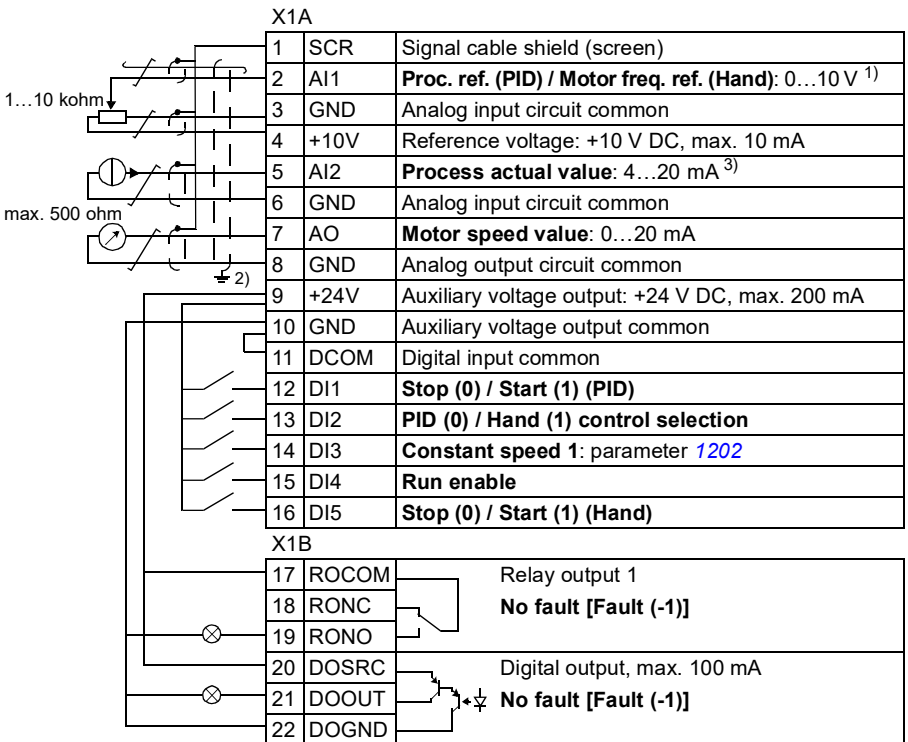 X1A
1 SCR Signal cable shield (screen)
2 AI1 Proc. ref. (PID) / Motor freq. ref. (Hand): 0…10 V 1)
1…10 kohm
3 GND Analog input circuit common
4 +10V Reference voltage: +10 V DC, max. 10 mA
5 AI2 Process actual value: 4…20 mA 3)
6 GND Analog input circuit common
max. 500 ohm
7 AO Motor speed value: 0…20 mA
8 GND Analog output circuit common
2)
9 +24V Auxiliary voltage output: +24 V DC, max. 200 mA
10 GND Auxiliary voltage output common
11 DCOM Digital input common
12 DI1 Stop (0) / Start (1) (PID)
13 DI2 PID (0) / Hand (1) control selection
14 DI3 Constant speed 1: parameter 1202
15 DI4 Run enable
16 DI5 Stop (0) / Start (1) (Hand)
X1B
17 ROCOM Relay output 1
18 RONC No fault [Fault (-1)]
19 RONO
20 DOSRC Digital output, max. 100 mA
21 DOOUT No fault [Fault (-1)]
22 DOGND